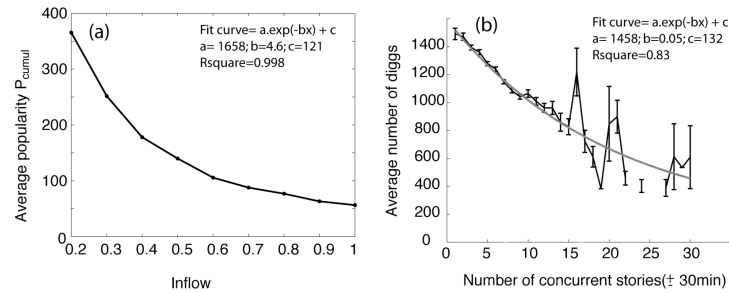 (a)
Fit curve= a.exp(-bx) + c
a= 1658; b=4.6; c=121
Rsquare=0.998
Average popularity P_cumul
400
300
200
100
0
0.2 0.3 0.4 0.5 0.6 0.7 0.8 0.9 1
Inflow
(b)
Fit curve= a.exp(-bx) + c
a= 1458; b=0.05; c=132
Rsquare=0.83
Average number of diggs
1400
1200
1000
800
600
400
200
0
0 5 10 15 20 25 30
Number of concurrent stories(± 30min)